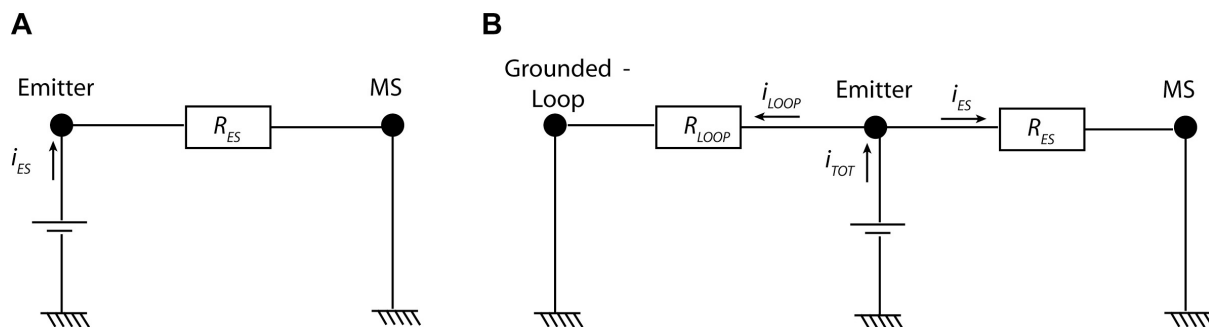 A
Emitter
MS
R_ES
i_ES
B
Grounded -
Loop
i_LOOP
Emitter
i_ES
MS
R_LOOP
R_ES
i_TOT